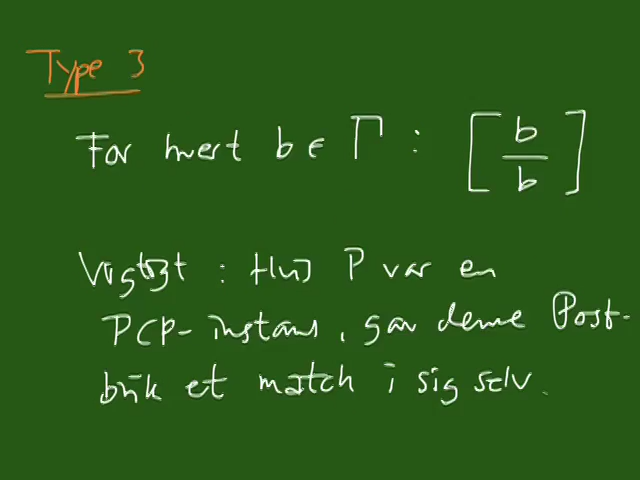 Type 3
For hvert b ∈ Γ : [b/b]
Vigtigt : Hvis P var en
PCP-instans, gav denne Post-
brik et match i sig selv.